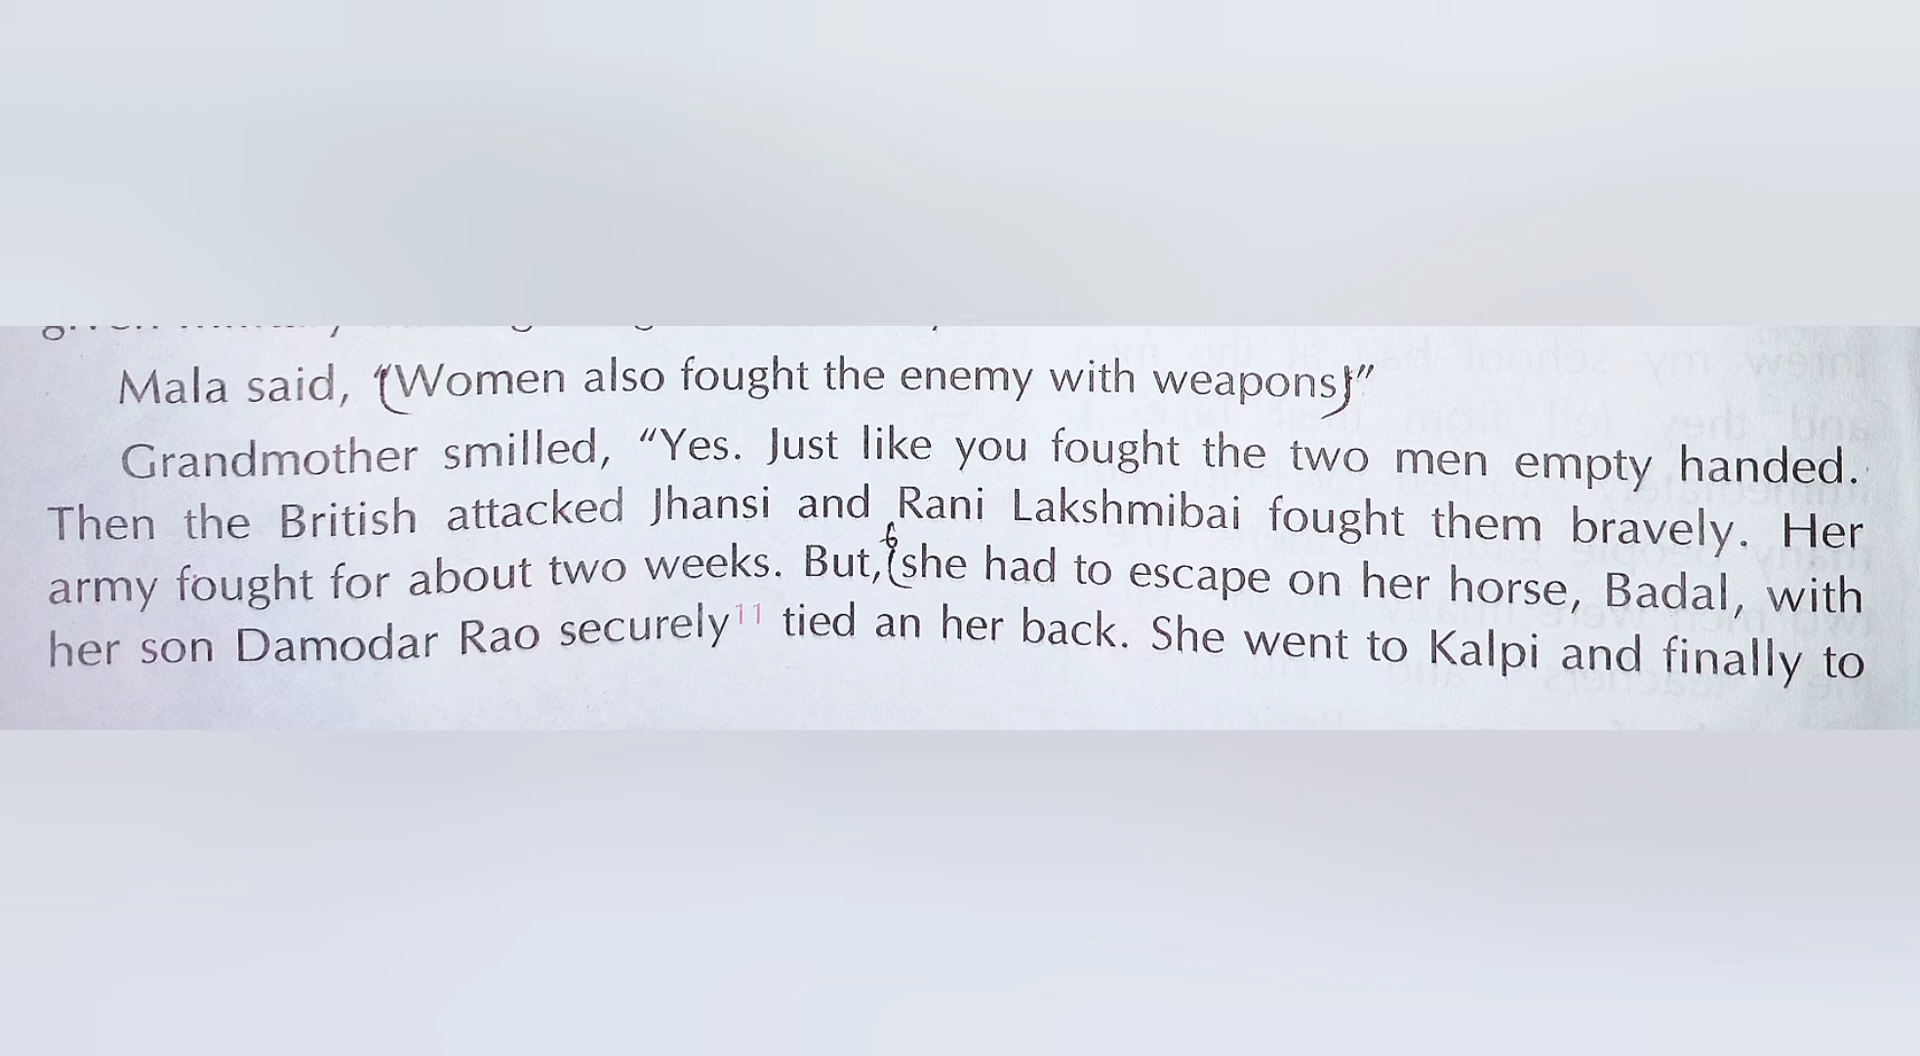 Mala said, "Women also fought the enemy with weapons!"
Grandmother smilled, “Yes. Just like you fought the two men empty handed.
Then the British attacked Jhansi and Rani Lakshmibai fought them bravely. Her
army fought for about two weeks. But, she had to escape on her horse, Badal, with
her son Damodar Rao securely¹¹ tied an her back. She went to Kalpi and finally to